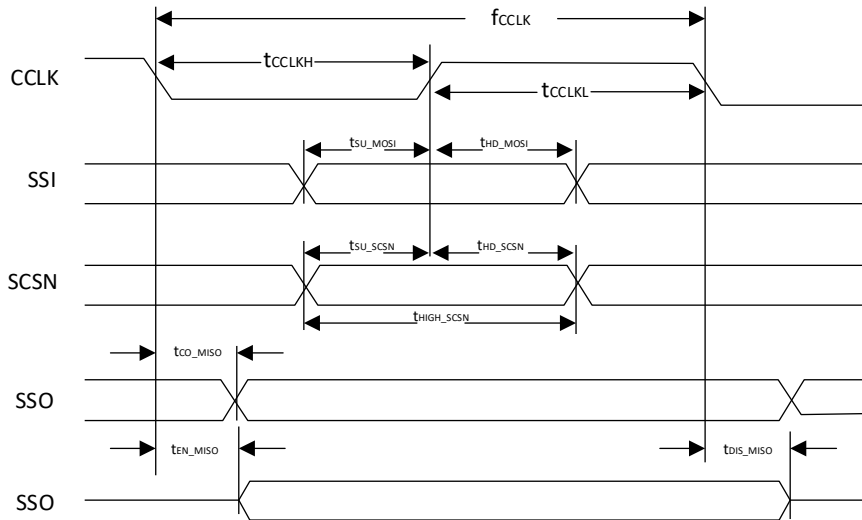 fCCLK
CCLK
tCCLKH
tCCLKL
SSI
tSU_MOSI
tHD_MOSI
SCSN
tSU_SCSN
tHD_SCSN
tHIGH_SCSN
SSO
tCO_MISO
tEN_MISO
tDIS_MISO
SSO